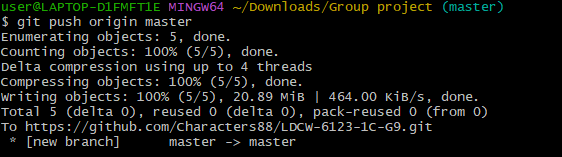 user@LAPTOP-D1FMFT1E MINGW64 ~/Downloads/Group project (master)
$ git push origin master
Enumerating objects: 5, done.
Counting objects: 100% (5/5), done.
Delta compression using up to 4 threads
Compressing objects: 100% (5/5), done.
Writing objects: 100% (5/5), 20.89 MiB | 464.00 KiB/s, done.
Total 5 (delta 0), reused 0 (delta 0), pack-reused 0 (from 0)
To https://github.com/Characters88/LDCW-6123-1C-G9.git
 * [new branch]      master -> master